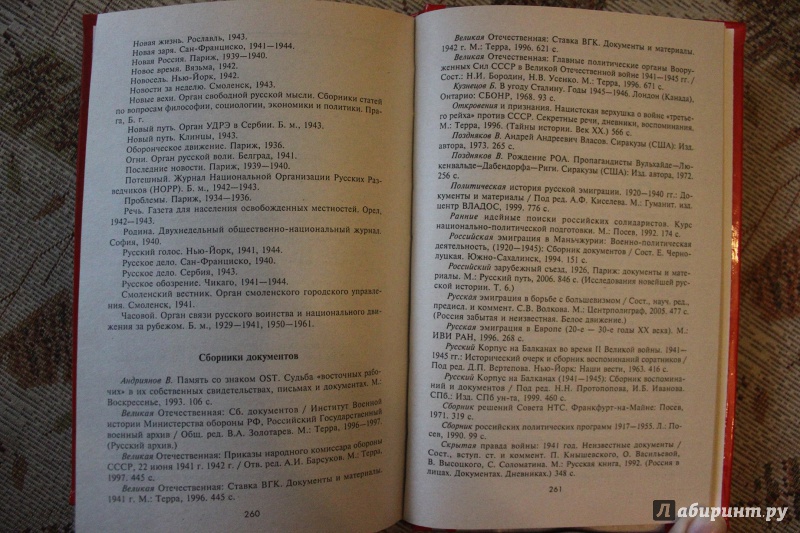 Новая жизнь. Рославль, 1943.
Новая заря. Сан-Франциско, 1941—1944.
Новая Россия. Париж, 1939—1940.
Новое время. Вязьма, 1942.
Новосел. Нью-Йорк, 1942.
Новости за неделю. Смоленск, 1943.
Новые вехи. Орган свободной русской мысли. Сборники статей
по вопросам философии, социологии, экономики и политики. Пра-
га, Б. г.
Новый путь. Орган УДРЭ в Сербии. Б. м., 1943.
Новый путь. Клинцы, 1943.
Оборонческое движение. Париж, 1936.
Огни. Орган русской воли. Белград, 1941.
Последние новости. Париж, 1939—1940.
Потешный. Журнал Национальной Организации Русских Раз-
ведчиков (НОРР). Б. м., 1942—1943.
Проблемы. Париж, 1934—1936.
Речь. Газета для населения освобожденных местностей. Орел,
1942—1943.
Родина. Двухнедельный общественно-национальный журнал.
София, 1940.
Русский голос. Нью-Йорк, 1941, 1944.
Русское дело. Сан-Франциско, 1940.
Русское дело. Сербия, 1943.
Русское обозрение. Чикаго, 1941—1944.
Смоленский вестник. Орган смоленского городского управле-
ния. Смоленск, 1941.
Часовой. Орган связи русского воинства и национального дви-
жения за рубежом. Б. м., 1929—1941, 1950—1961.
Сборники документов
Андриянов В. Память со знаком OST. Судьба «восточных рабо-
чих» в их собственных свидетельствах, письмах и документах. М.:
Воскресенье, 1993. 106 с.
Великая Отечественная: Сб. документов / Институт Военной
истории Министерства обороны РФ, Российский Государственный
военный архив / Общ. ред. В.А. Золотарев. М.: Терра, 1996—1997.
(Русский архив.)
Великая Отечественная: Приказы народного комиссара обороны
СССР, 22 июня 1941 г. 1942 г. / Отв. ред. А.И. Барсуков. М.: Терра,
1997. 445 с.
Великая Отечественная: Ставка ВГК. Документы и материалы.
1941 г. М.: Терра, 1996. 445 с.
260
Великая Отечественная: Ставка ВГК. Документы и материалы.
1942 г. М.: Терра, 1996. 621 с.
Великая Отечественная: Главные политические органы Воору-
женных Сил СССР в Великой Отечественной войне 1941—1945 гг. /
Сост.: Н.И. Бородин, Н.В. Усенко. М.: Терра, 1996. 671 с.
Кузнецов Б. В угоду Сталину. Годы 1945—1946. Лондон (Канада),
Онтарио: СБОНР, 1968. 93 с.
Откровения и признания. Нацистская верхушка о войне «третье-
го рейха» против СССР. Секретные речи, дневники, воспоминания.
М.: Терра, 1996. (Тайны истории. Век XX.) 566 с.
Поздняков В. Андрей Андреевич Власов. Сиракузы (США): Изд.
автора, 1973. 265 с.
Поздняков В. Рождение РОА. Пропагандисты Вульхайде—Лю-
кенвальде—Дабендорфа—Риги. Сиракузы (США): Изд. автора, 1972.
256 с.
Политическая история русской эмиграции. 1920—1940 гг.: До-
кументы и материалы / Под ред. А.Ф. Киселева. М.: Гуманит. изд.
центр ВЛАДОС, 1999. 776 с.
Ранние идейные поиски российских солидаристов. Курс
национально-политической подготовки. М.: Посев, 1992. 174 с.
Российская эмиграция в Маньчжурии: Военно-политическая
деятельность, (1920—1945): Сборник документов / Сост. Е. Черно-
луцкая. Южно-Сахалинск, 1994. 151 с.
Российский зарубежный съезд, 1926, Париж: документы и мате-
риалы. М.: Русский путь, 2006. 846 с. (Исследования новейшей рус-
ской истории. Т. 6.)
Русская эмиграция в борьбе с большевизмом / Сост., науч. ред.,
предисл. и коммент. С.В. Волкова. М.: Центрполиграф, 2005. 477 с.
(Россия забытая и неизвестная. Белое движение.)
Русская эмиграция в Европе (20-е — 30-е годы XX века). М.:
ИВИ РАН, 1996. 268 с.
Русский Корпус на Балканах во время II Великой войны. 1941—
1945 гг.: Исторический очерк и сборник воспоминаний соратников /
Под ред. Д.П. Вертепова. Нью-Йорк: Наши вести, 1963. 416 с.
Русский Корпус на Балканах (1941—1945): Сборник воспомина-
ний и документов / Под ред. Н.Н. Протопопова, И.Б. Иванова.
СПб.: Изд. СПб ун-та, 1999. 460 с.
Сборник решений Совета НТС. Франкфурт-на-Майне: Посев,
1971. 319 с.
Сборник российских политических программ 1917—1955. Л.: По-
сев, 1990. 99 с.
Скрытая правда войны: 1941 год. Неизвестные документы /
Сост., вступ. ст. и коммент. П. Кнышевского, О. Васильевой,
В. Высоцкого, С. Соломатина. М.: Русская книга, 1992. (Россия в
лицах. Документах. Дневниках.) 348 с.
261
Лабиринт.ру